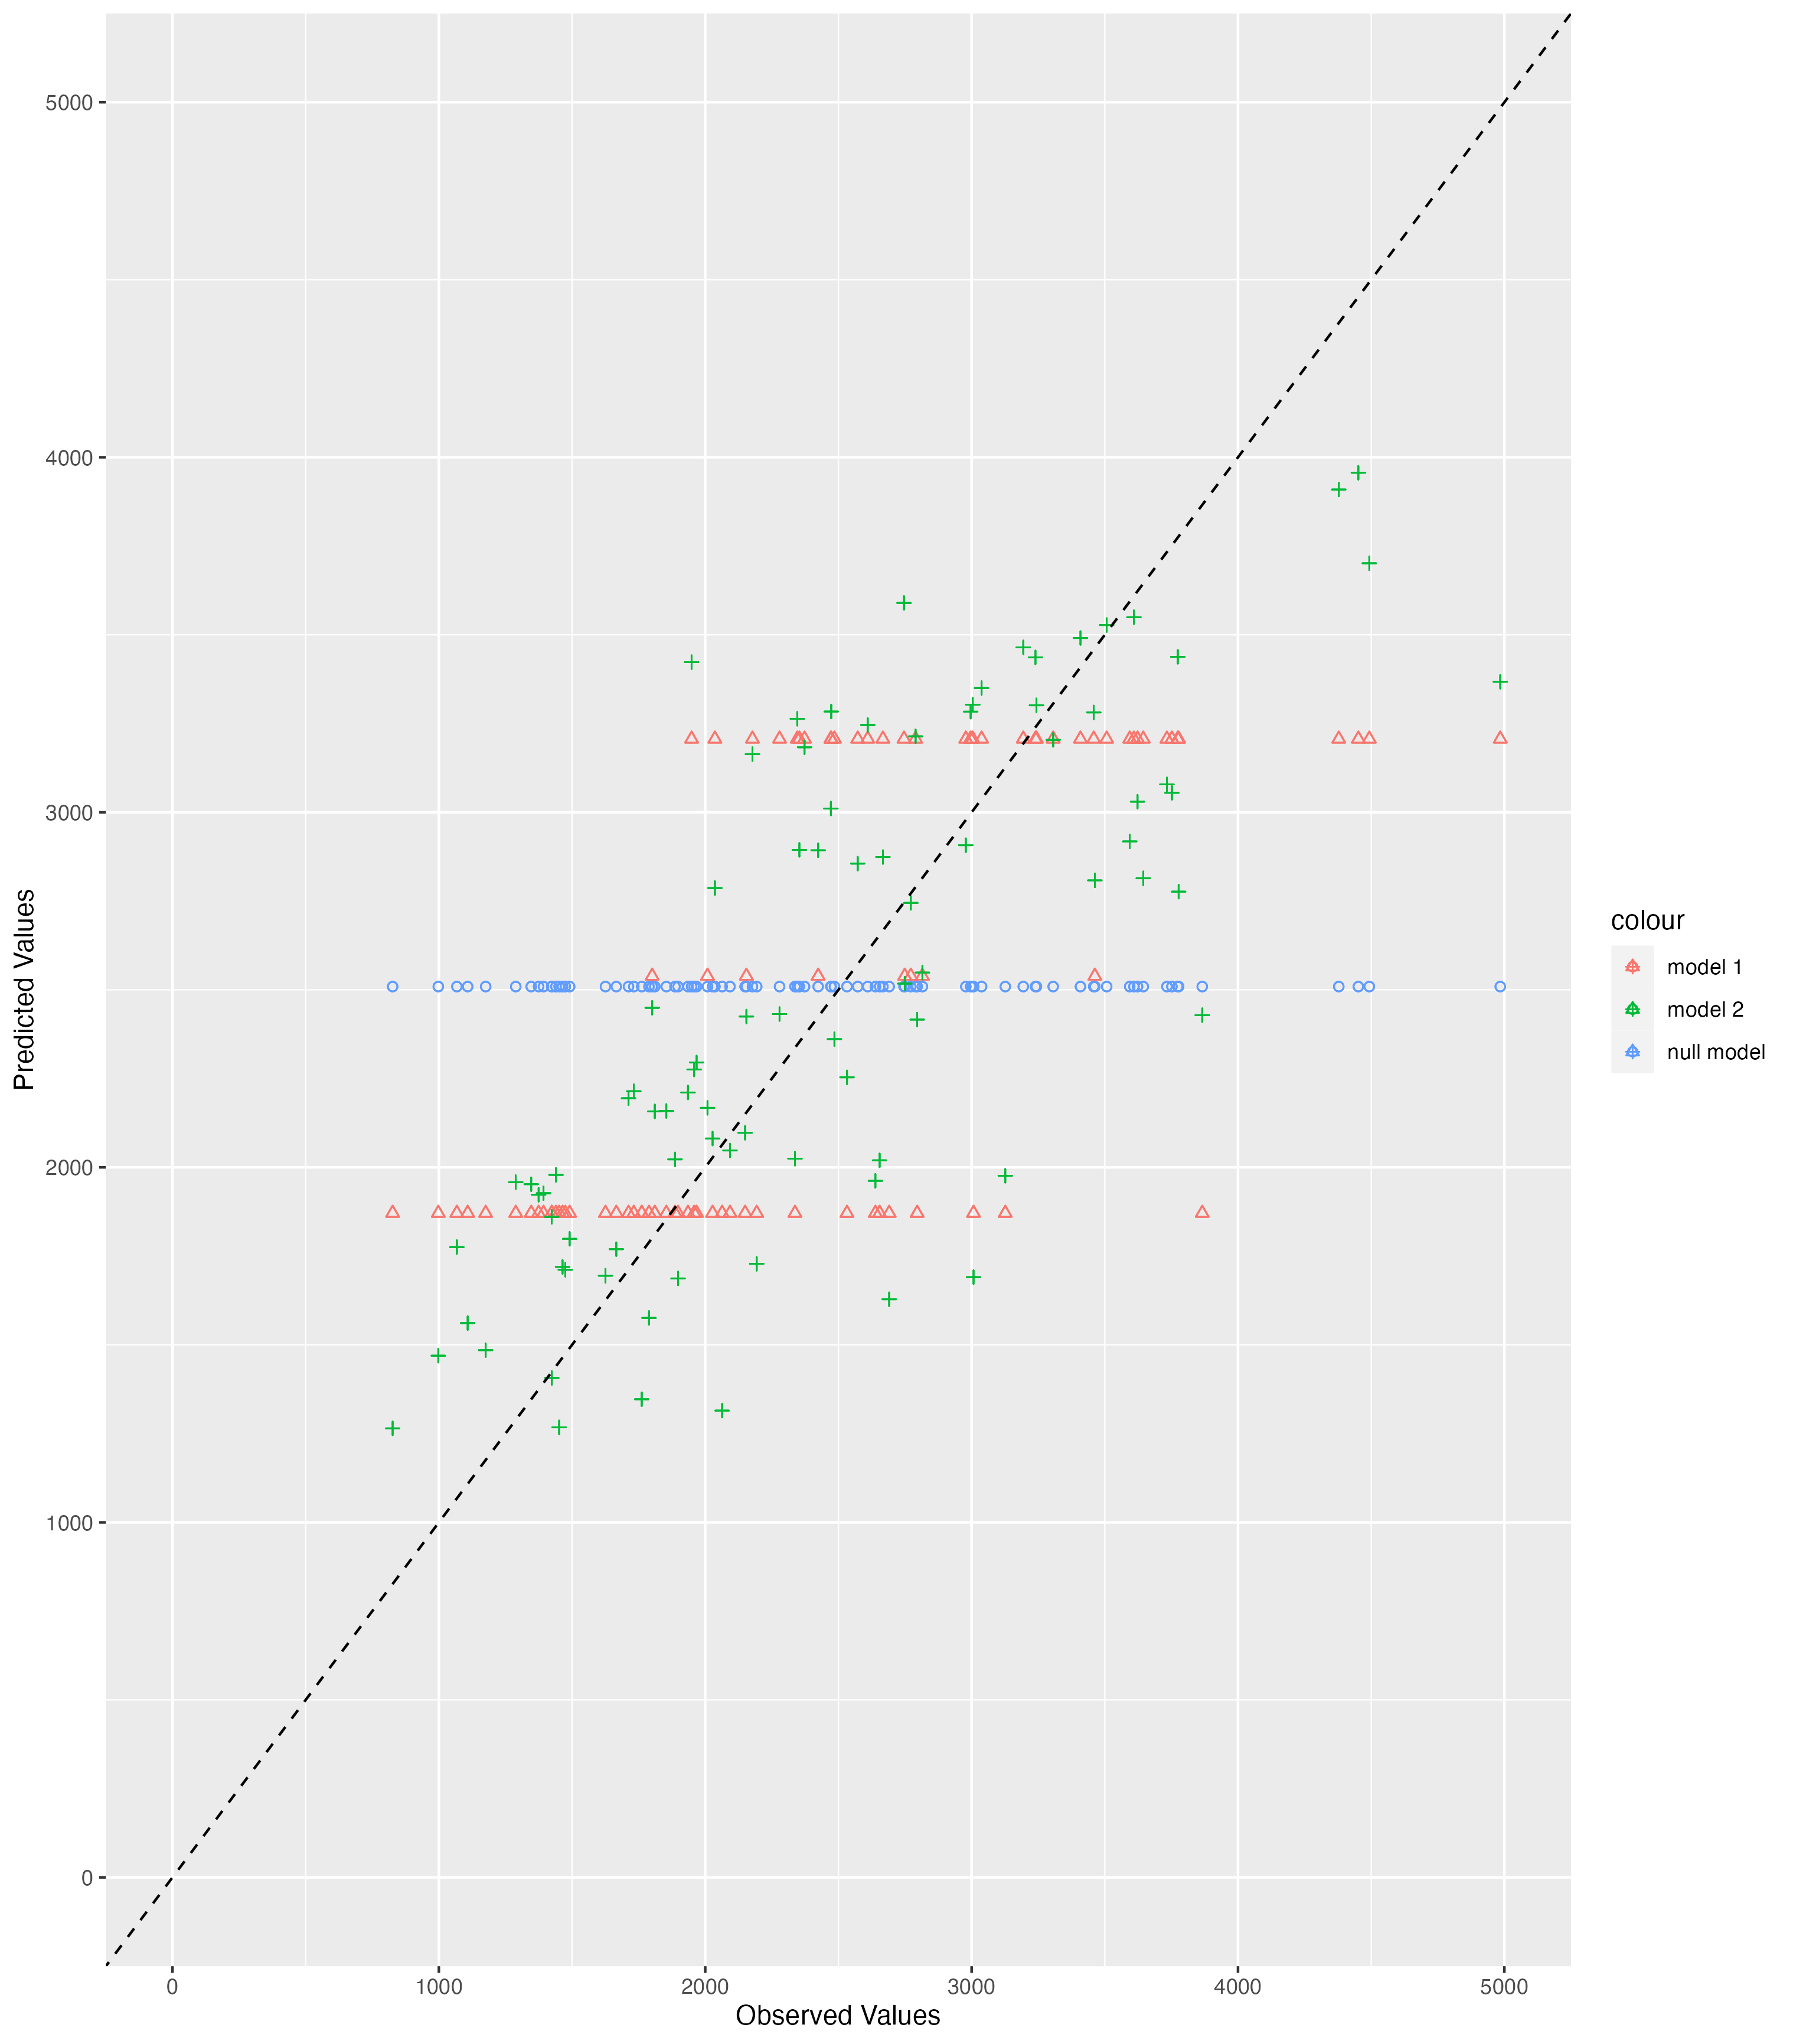 5000
4000
3000
2000
1000
0
Predicted Values
0 1000 2000 3000 4000 5000
Observed Values
colour
model 1
model 2
null model